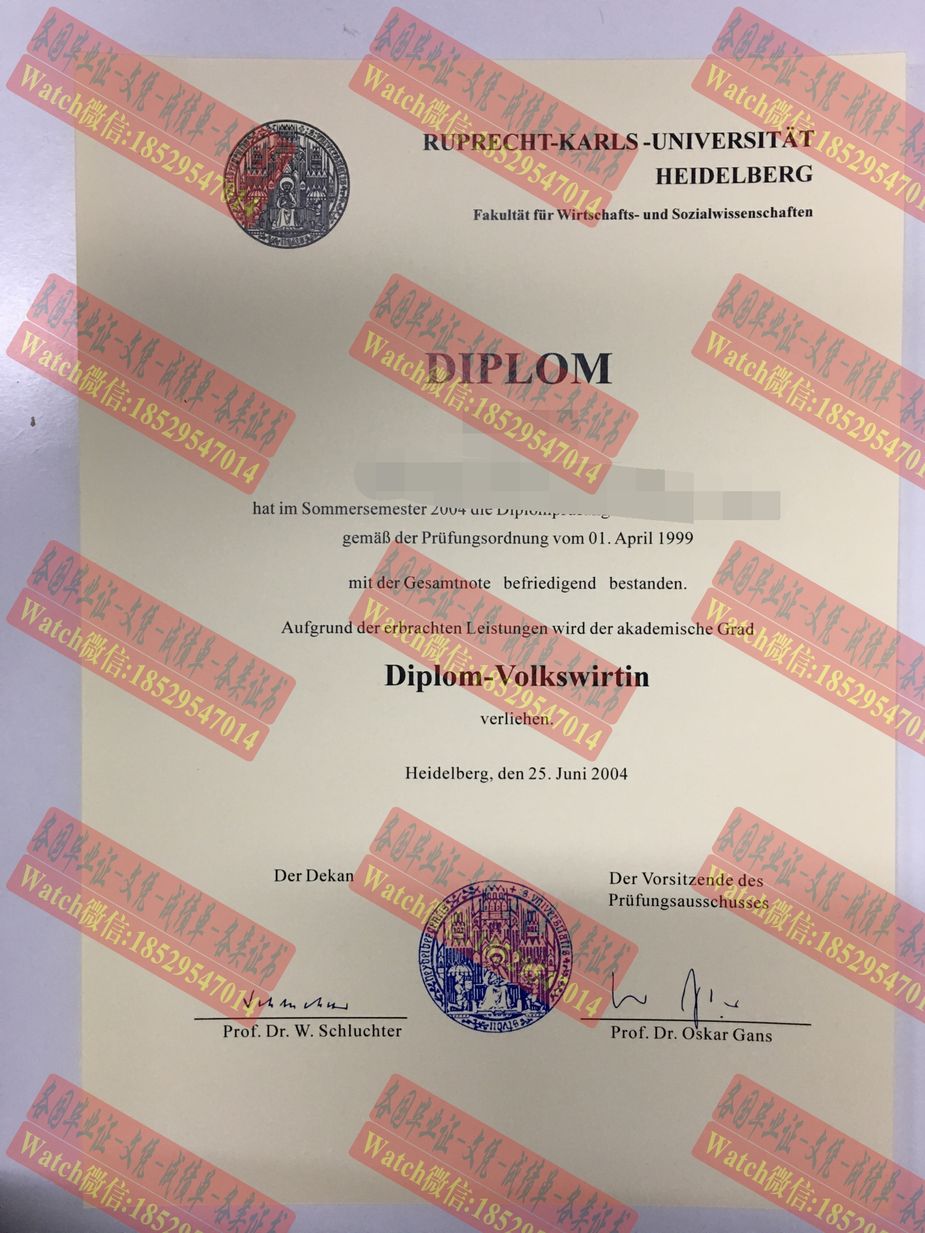 RUPRECHT-KARLS-UNIVERSITÄT
HEIDELBERG
Fakultät für Wirtschafts- und Sozialwissenschaften
DIPLOM
hat im Sommersemester 2004 die Diplomprüfung
gemäß der Prüfungsordnung vom 01. April 1999
mit der Gesamtnote befriedigend bestanden.
Aufgrund der erbrachten Leistungen wird der akademische Grad
Diplom-Volkswirtin
verliehen.
Heidelberg, den 25. Juni 2004
Der Dekan
Der Vorsitzende des
Prüfungsausschusses
Prof. Dr. W. Schluchter
Prof. Dr. Oskar Gans
各国毕业证-文凭-成绩单-各类证书
Watch微信:18529547014